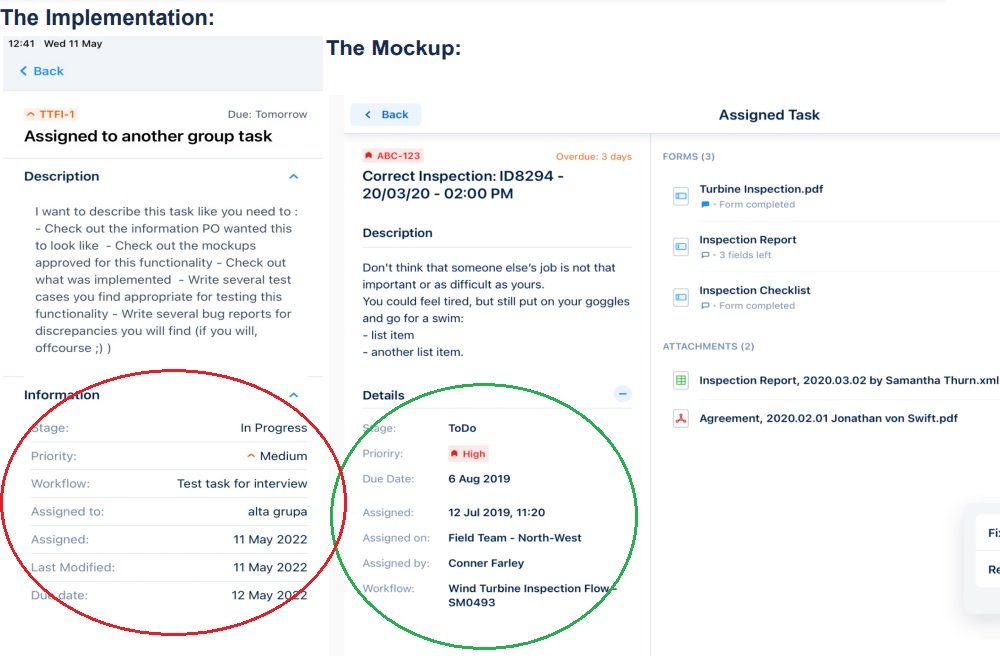 The Implementation:
12:41 Wed 11 May
Back
TTFI-1
Due: Tomorrow
Assigned to another group task
Description
I want to describe this task like you need to :
- Check out the information PO wanted this
to look like - Check out the mockups
approved for this functionality - Check out
what was implemented - Write several test
cases you find appropriate for testing this
functionality - Write several bug reports for
discrepancies you will find (if you will,
offcourse ;) )
Information
Stage: In Progress
Priority: Medium
Workflow: Test task for interview
Assigned to: alta grupa
Assigned: 11 May 2022
Last Modified: 11 May 2022
Due date: 12 May 2022
The Mockup:
Back
Assigned Task
ABC-123
Overdue: 3 days
Correct Inspection: ID8294 -
20/03/20 - 02:00 PM
Description
Don't think that someone else's job is not that
important or as difficult as yours.
You could feel tired, but still put on your goggles
and go for a swim:
- list item
- another list item.
Details
Stage: ToDo
Prioriry: High
Due Date: 6 Aug 2019
Assigned: 12 Jul 2019, 11:20
Assigned on: Field Team - North-West
Assigned by: Conner Farley
Workflow: Wind Turbine Inspection Flow -
SM0493
FORMS (3)
Turbine Inspection.pdf
- Form completed
Inspection Report
- 3 fields left
Inspection Checklist
- Form completed
ATTACHMENTS (2)
Inspection Report, 2020.03.02 by Samantha Thurn.xml
Agreement, 2020.02.01 Jonathan von Swift.pdf
Fi
Re